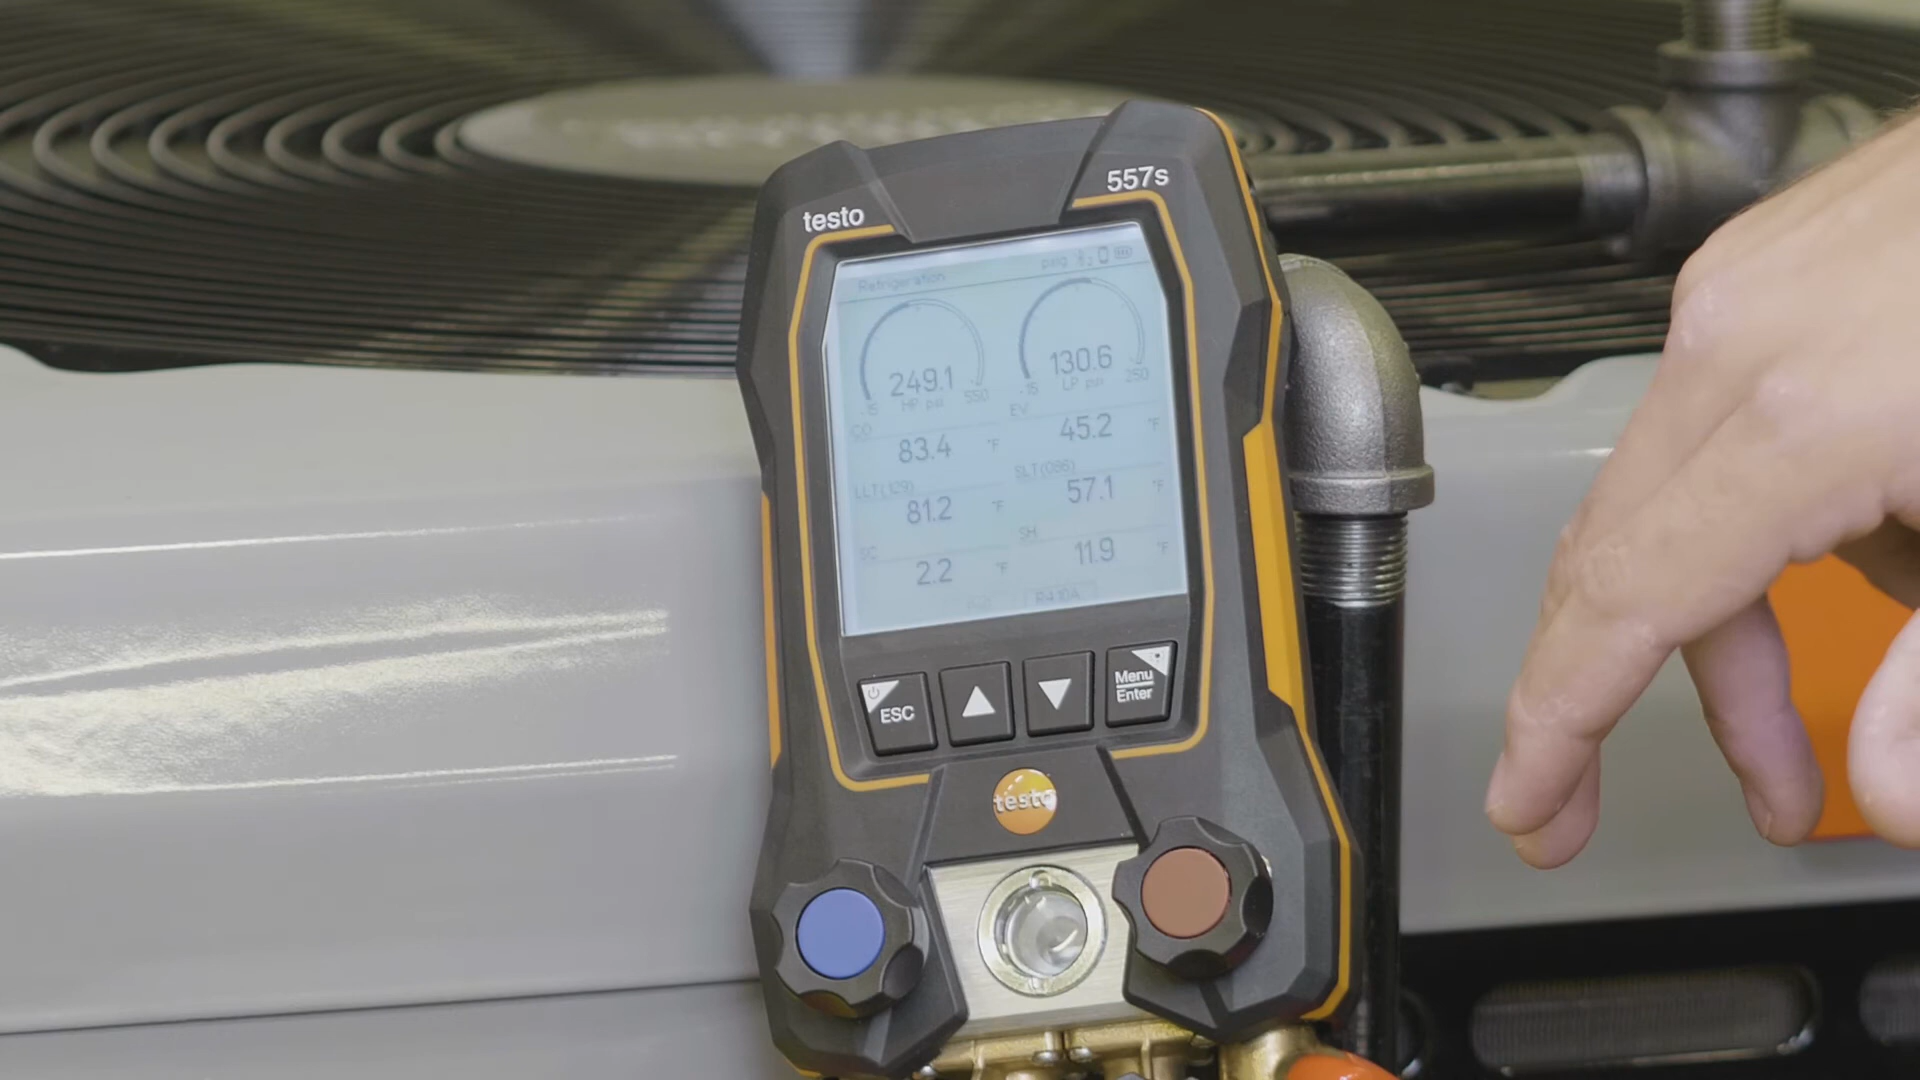 testo
557s
Refrigeration
psig
249.1
-15 HP psi 550
130.6
-15 LP psi 250
CO
83.4 °F
EV
45.2 °F
LLT(129)
81.2 °F
SLT(086)
57.1 °F
SC
2.2 °F
SH
11.9 °F
R410A
ESC
Menu
Enter
testo